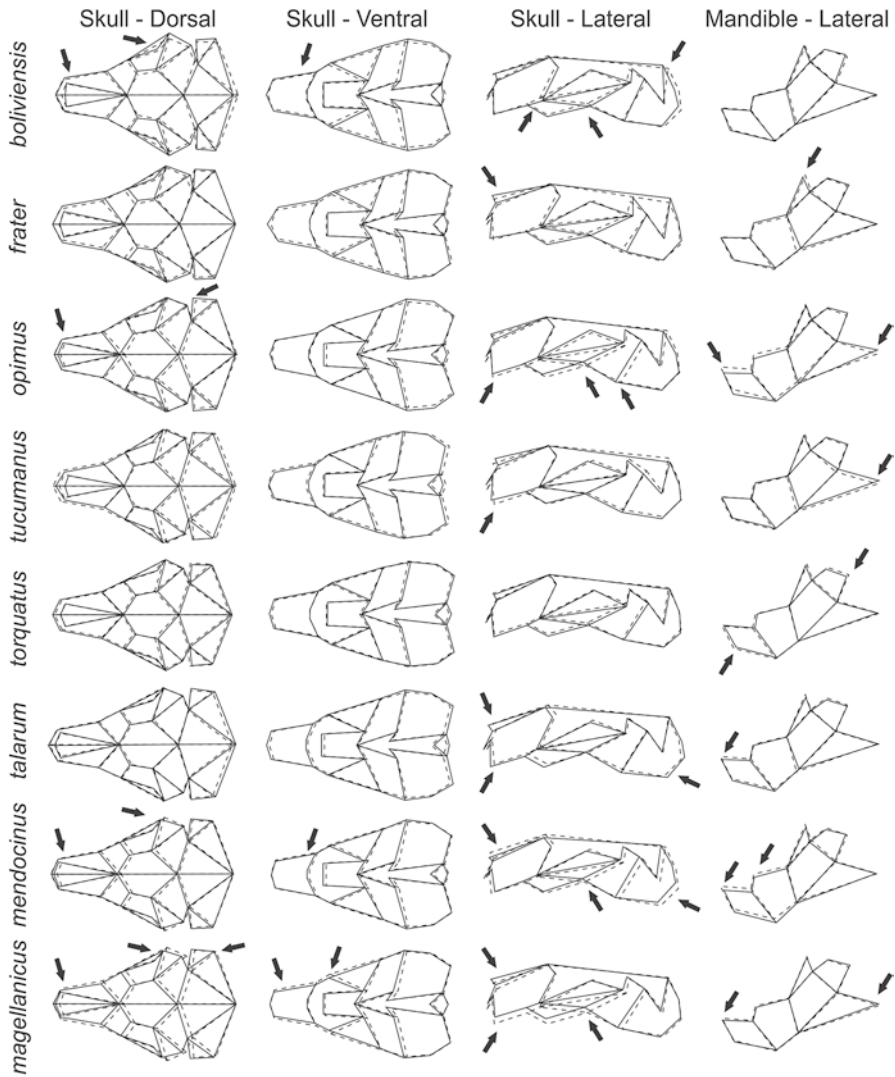 Skull - Dorsal Skull - Ventral Skull - Lateral Mandible - Lateral
boliviensis
frater
opimus
tucumanus
torquatus
talarum
mendocinus
magellanicus